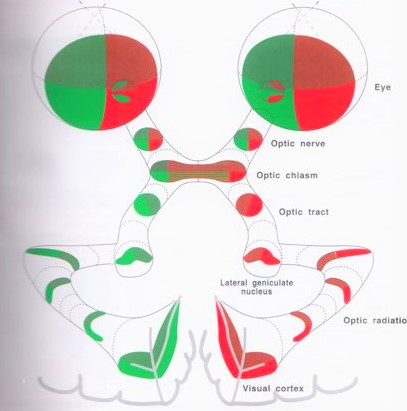 Eye
Optic nerve
Optic chiasm
Optic tract
Lateral geniculate
nucleus
Optic radiatio
Visual cortex